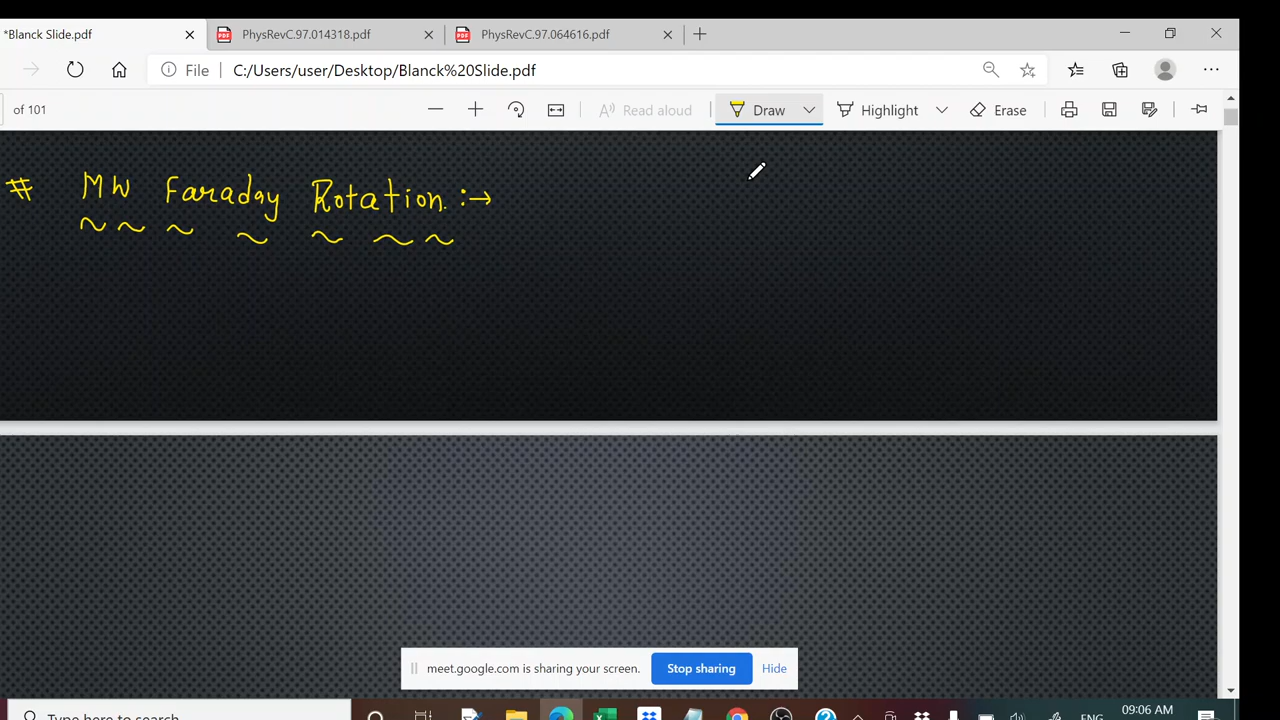 *Blanck Slide.pdf
PhysRevC.97.014318.pdf
PhysRevC.97.064616.pdf
File
C:/Users/user/Desktop/Blanck%20Slide.pdf
of 101
Read aloud
Draw
Highlight
Erase
# MW Faraday Rotation :→
meet.google.com is sharing your screen.
Stop sharing
Hide
Type here to search
ENG
09:06 AM